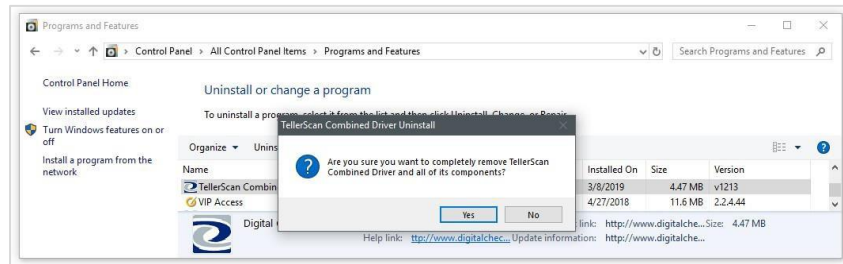 Programs and Features
Control Panel > All Control Panel Items > Programs and Features
Search Programs and Features
Control Panel Home
View installed updates
Turn Windows features on or
off
Install a program from the
network
Uninstall or change a program
To uninstall a program, select it from the list and then click Uninstall, Change, or Repair.
Organize
Unins
TellerScan Combined Driver Uninstall
Are you sure you want to completely remove TellerScan
Combined Driver and all of its components?
Yes No
Name Installed On Size Version
TellerScan Combin 3/8/2019 4.47 MB v1213
VIP Access 4/27/2018 11.6 MB 2.2.4.44
Digital link: http://www.digitalche... Size: 4.47 MB
Help link: ttp://www.digitalchec... Update information: http://www.digitalche...